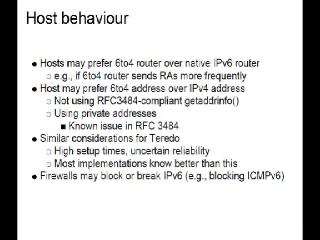 Host behaviour
● Hosts may prefer 6to4 router over native IPv6 router
○ e.g., if 6to4 router sends RAs more frequently
● Host may prefer 6to4 address over IPv4 address
○ Not using RFC3484-compliant getaddrinfo()
○ Using private addresses
■ Known issue in RFC 3484
● Similar considerations for Teredo
○ High setup times, uncertain reliability
○ Most implementations know better than this
● Firewalls may block or break IPv6 (e.g., blocking ICMPv6)